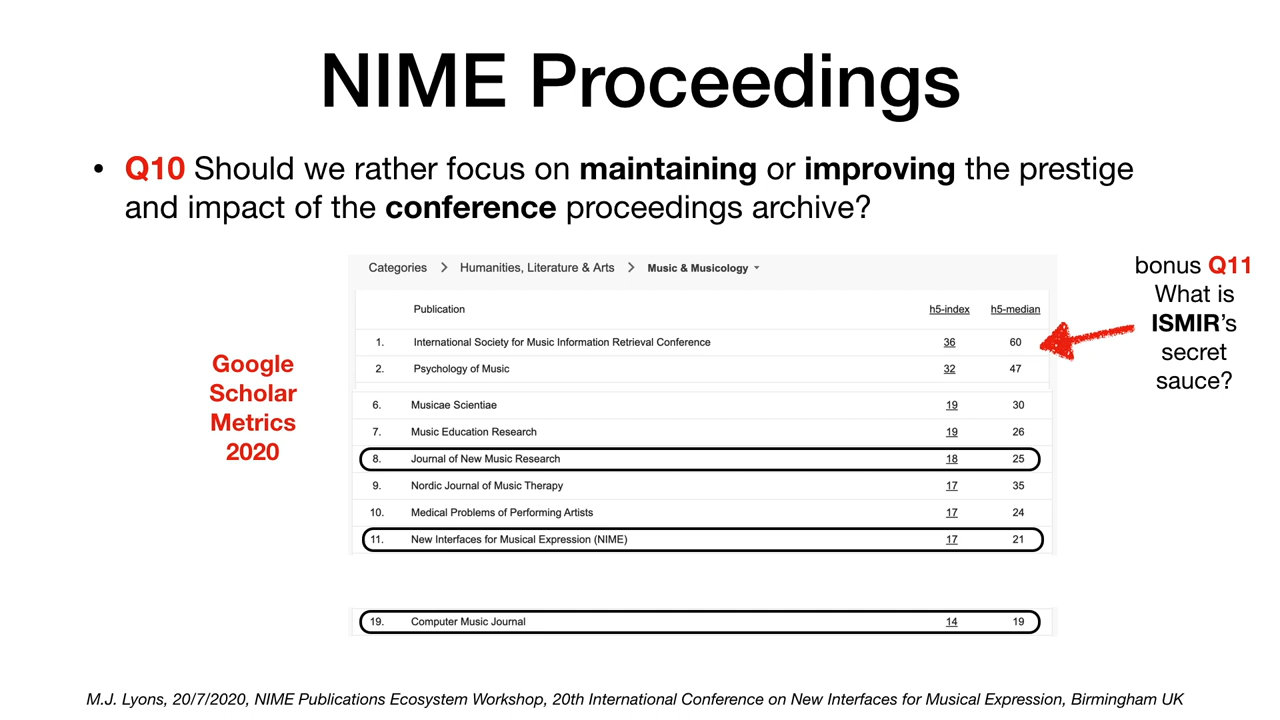 NIME Proceedings
• Q10 Should we rather focus on maintaining or improving the prestige
and impact of the conference proceedings archive?
Categories > Humanities, Literature & Arts > Music & Musicology
Publication h5-index h5-median
1. International Society for Music Information Retrieval Conference 36 60
2. Psychology of Music 32 47
6. Musicae Scientiae 19 30
7. Music Education Research 19 26
8. Journal of New Music Research 18 25
9. Nordic Journal of Music Therapy 17 35
10. Medical Problems of Performing Artists 17 24
11. New Interfaces for Musical Expression (NIME) 17 21
19. Computer Music Journal 14 19
Google
Scholar
Metrics
2020
bonus Q11
What is
ISMIR's
secret
sauce?
M.J. Lyons, 20/7/2020, NIME Publications Ecosystem Workshop, 20th International Conference on New Interfaces for Musical Expression, Birmingham UK